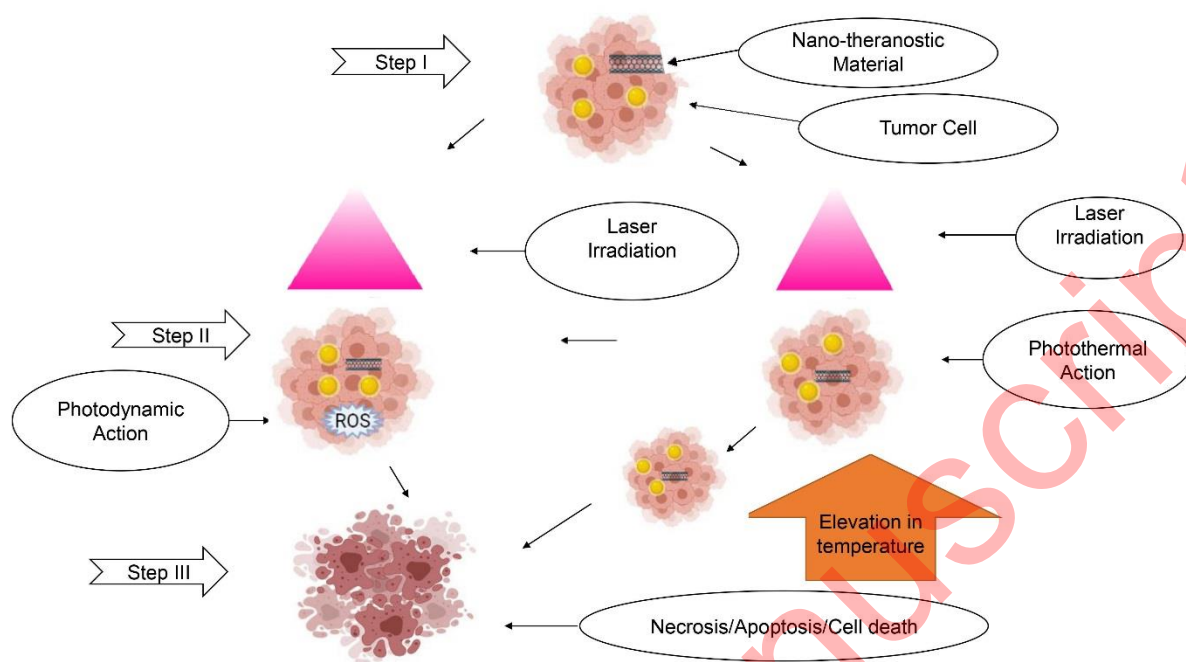 Step I
Nano-theranostic
Material
Tumor Cell
Laser
Irradiation
Laser
Irradiation
Step II
Photothermal
Action
Photodynamic
Action
ROS
Elevation in
temperature
Step III
Necrosis/Apoptosis/Cell death